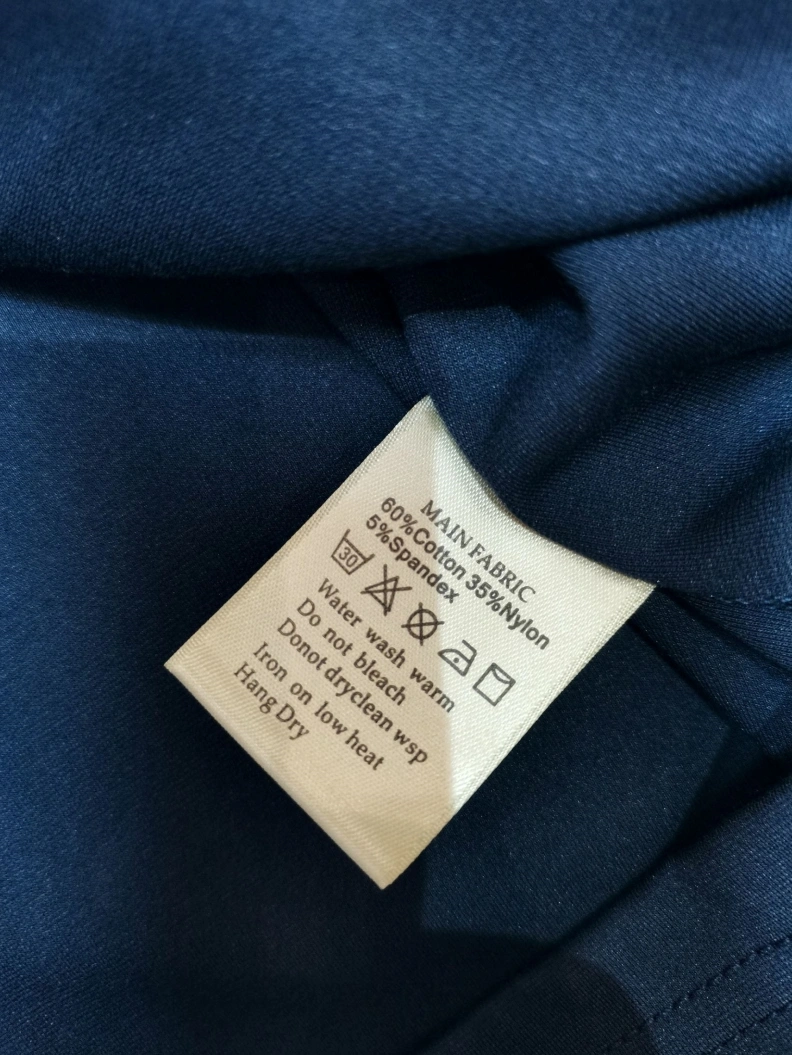 MAIN FABRIC
60%Cotton 35%Nylon
5%Spandex
30
Water wash warm
Do not bleach
Donot dryclean wsp
Iron on low heat
Hang Dry